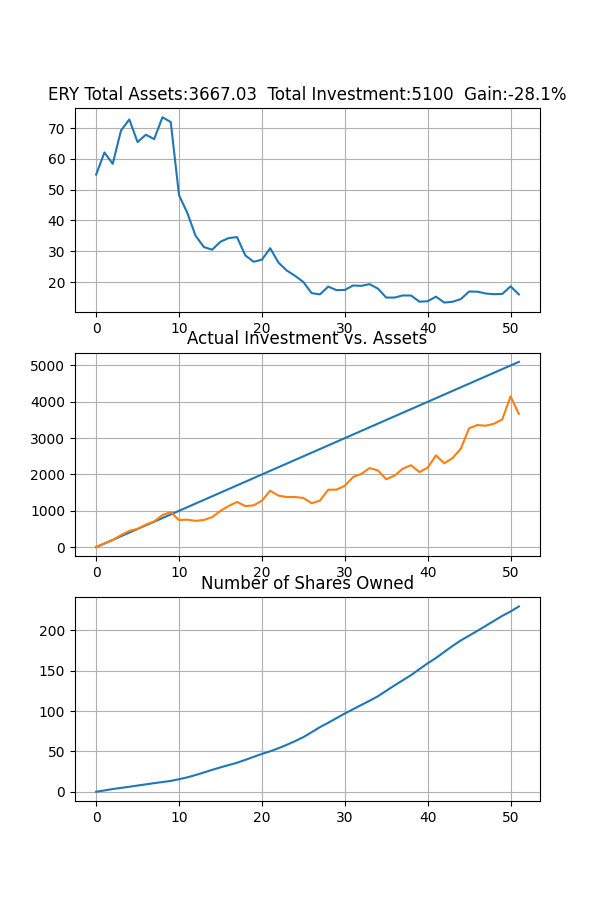 ERY Total Assets:3667.03  Total Investment:5100  Gain:-28.1%
70
60
50
40
30
20
0 10 20 30 40 50
Actual Investment vs. Assets
5000
4000
3000
2000
1000
0
0 10 20 30 40 50
Number of Shares Owned
200
150
100
50
0
0 10 20 30 40 50